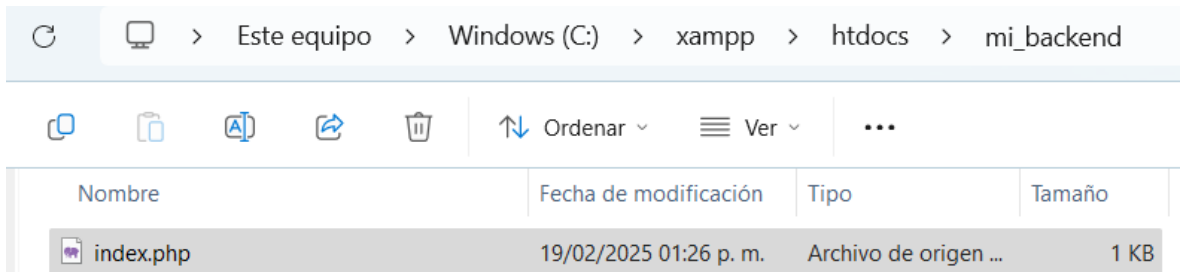 Este equipo > Windows (C:) > xampp > htdocs > mi_backend
Ordenar Ver
Nombre Fecha de modificación Tipo Tamaño
index.php 19/02/2025 01:26 p. m. Archivo de origen ... 1 KB